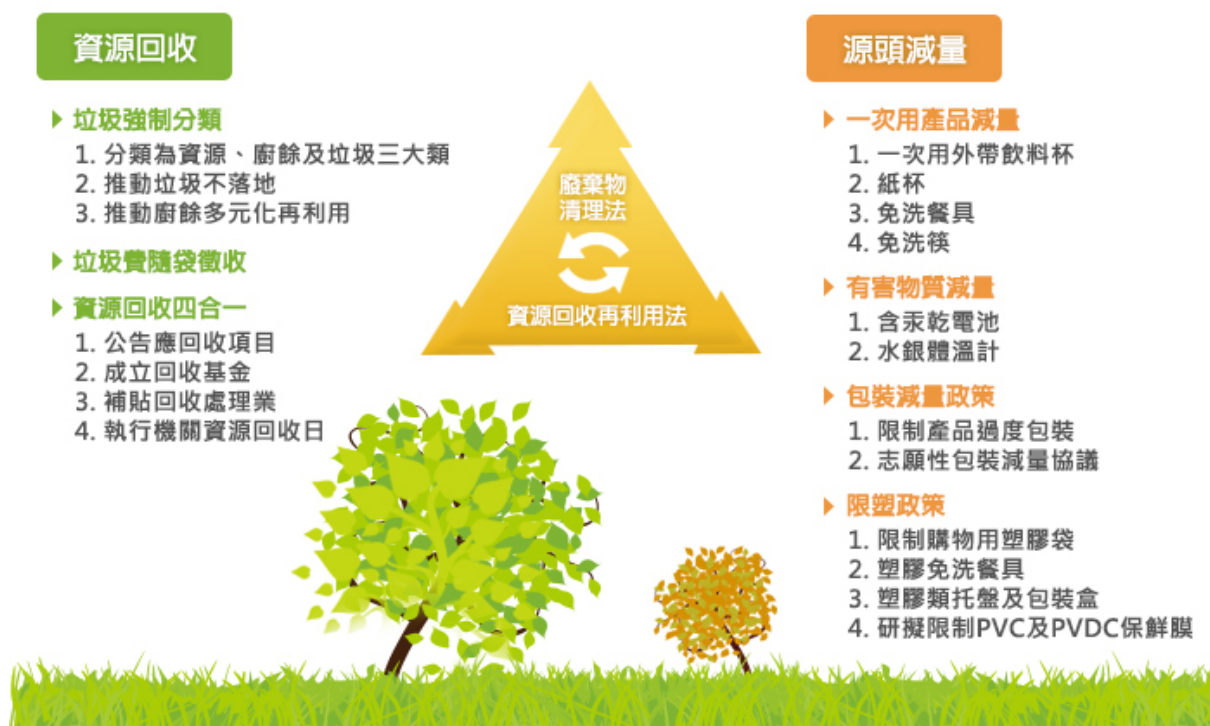 資源回收
垃圾強制分類
1. 分類為資源、廚餘及垃圾三大類
2. 推動垃圾不落地
3. 推動廚餘多元化再利用
垃圾費隨袋徵收
資源回收四合一
1. 公告應回收項目
2. 成立回收基金
3. 補貼回收處理業
4. 執行機關資源回收日
廢棄物
清理法
資源回收再利用法
源頭減量
一次用產品減量
1. 一次用外帶飲料杯
2. 紙杯
3. 免洗餐具
4. 免洗筷
有害物質減量
1. 含汞乾電池
2. 水銀體溫計
包裝減量政策
1. 限制產品過度包裝
2. 志願性包裝減量協議
限塑政策
1. 限制購物用塑膠袋
2. 塑膠免洗餐具
3. 塑膠類托盤及包裝盒
4. 研擬限制PVC及PVDC保鮮膜